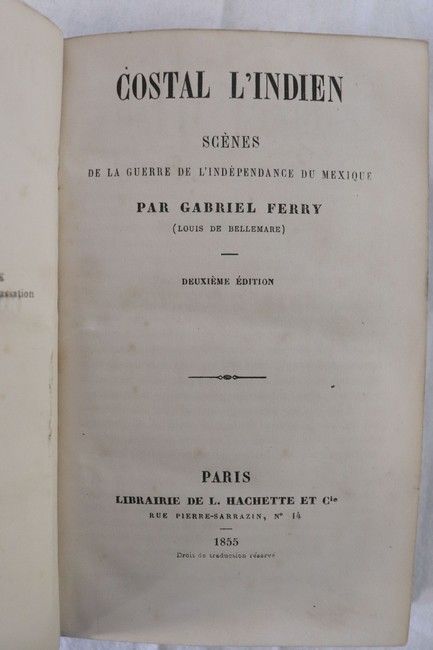 COSTAL L'INDIEN
SCÈNES
DE LA GUERRE DE L'INDÉPENDANCE DU MEXIQUE
PAR GABRIEL FERRY
(LOUIS DE BELLEMARE)
DEUXIÈME ÉDITION
PARIS
LIBRAIRIE DE L. HACHETTE ET Cie
RUE PIERRE-SARRAZIN, N° 14
1855
Droit de traduction réservé